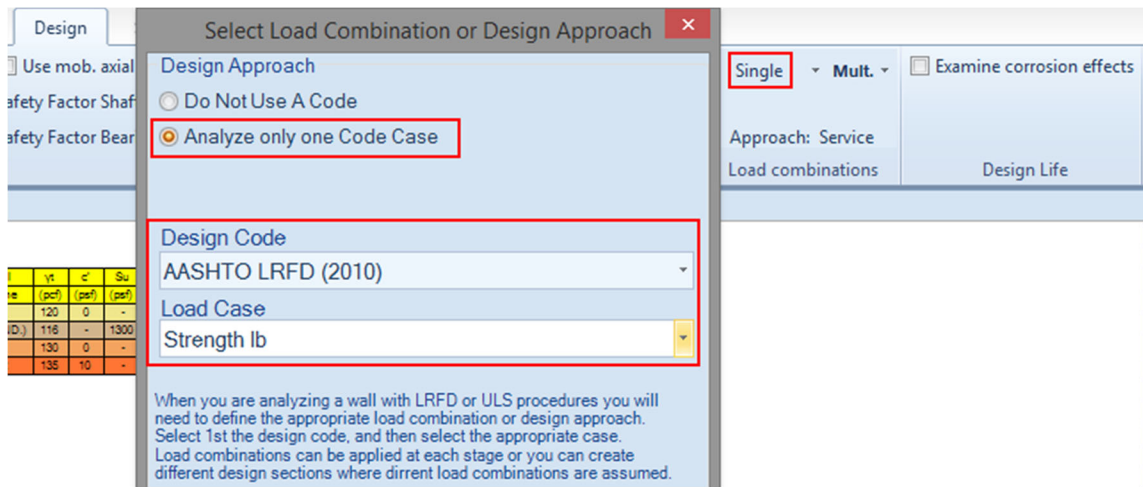 Design
Select Load Combination or Design Approach
Use mob. axial
afety Factor Shaf
afety Factor Bear
Design Approach
Do Not Use A Code
Analyze only one Code Case
Single
Mult.
Approach: Service
Load combinations
Examine corrosion effects
Design Life
Design Code
AASHTO LRFD (2010)
Load Case
Strength Ib
γt c' Su
(pcf) (psf) (psf)
120 0 -
ND.) 116 - 1300
130 0 -
135 10 -
When you are analyzing a wall with LRFD or ULS procedures you will
need to define the appropriate load combination or design approach.
Select 1st the design code, and then select the appropriate case.
Load combinations can be applied at each stage or you can create
different design sections where dirrent load combinations are assumed.